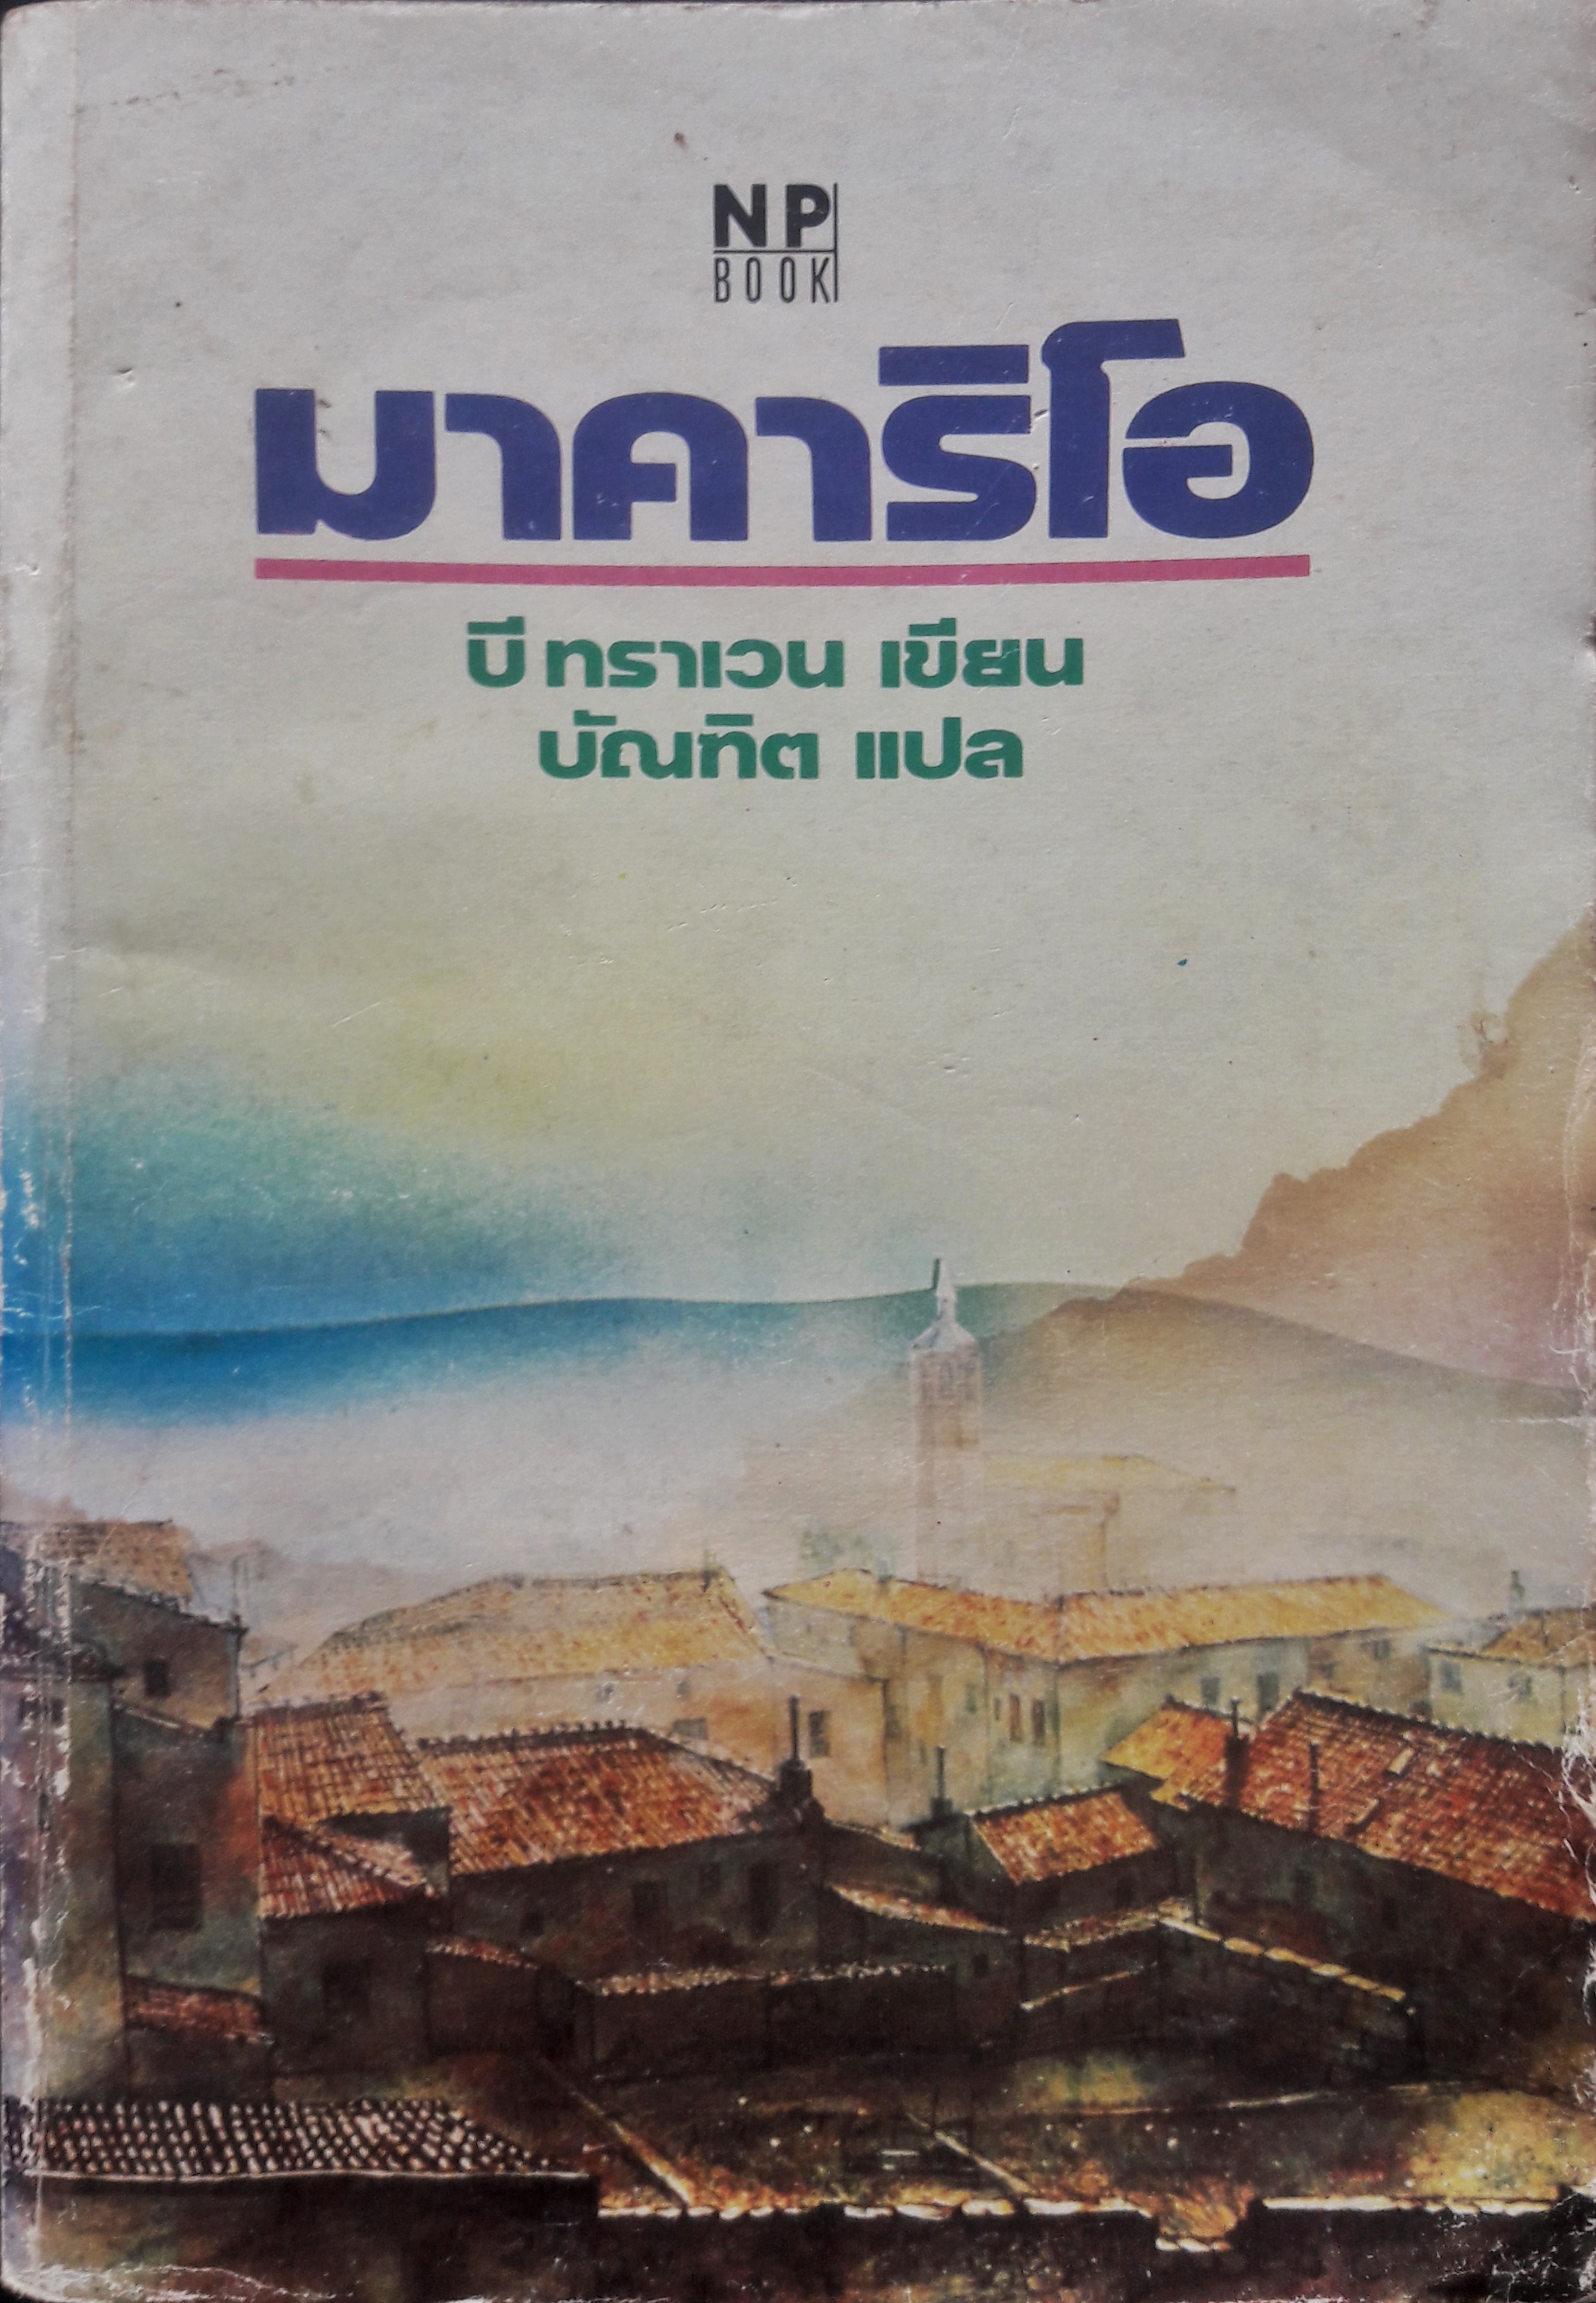 NP
BOOK
มาคาริโอ
บี ทราเวน เขียน
บัณฑิต แปล